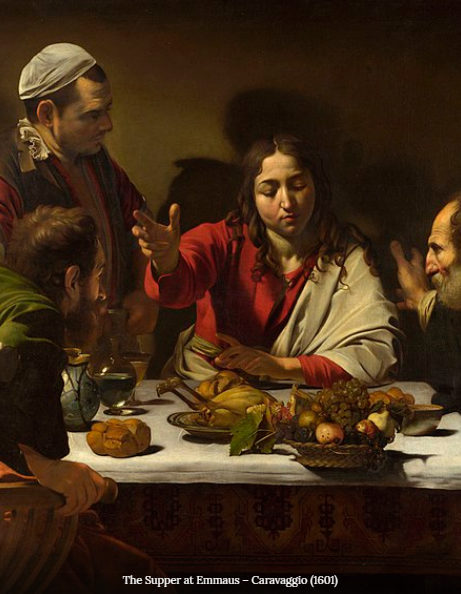 The Supper at Emmaus – Caravaggio (1601)